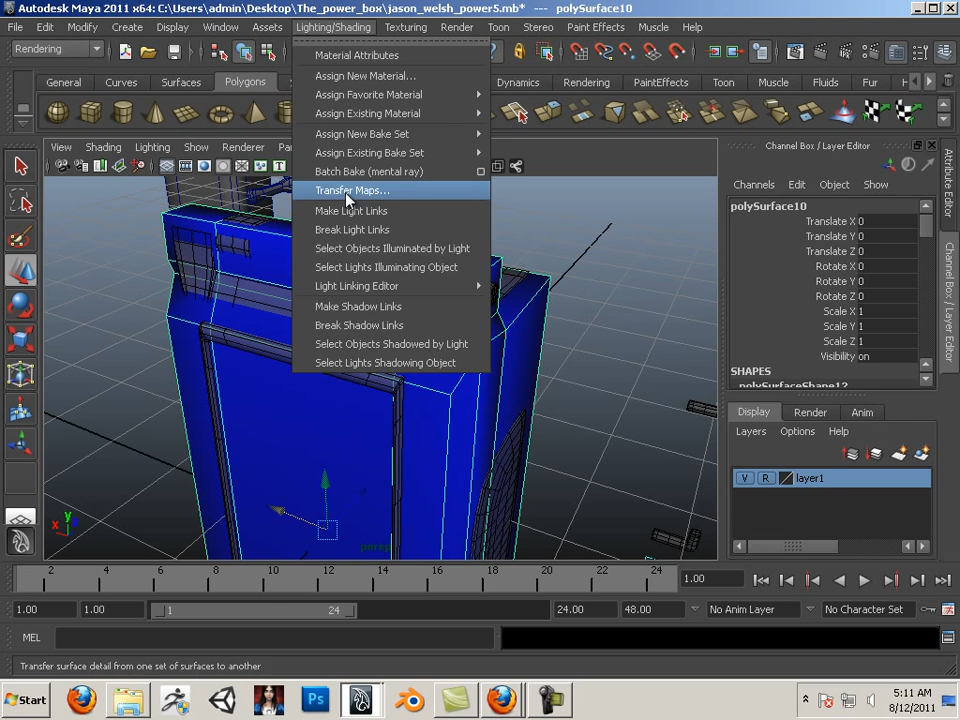 Autodesk Maya 2011 x64: C:\Users\admin\Desktop\The_power_box\jason_welsh_power5.mb* --- polySurface10
File Edit Modify Create Display Window Assets Lighting/Shading Texturing Render Toon Stereo Paint Effects Muscle Help
Rendering
General Curves Surfaces Polygons Dynamics Rendering PaintEffects Toon Muscle Fluids Fur
Material Attributes
Assign New Material...
Assign Favorite Material
Assign Existing Material
Assign New Bake Set
Assign Existing Bake Set
Batch Bake (mental ray)
Transfer Maps...
Make Light Links
Break Light Links
Select Objects Illuminated by Light
Select Lights Illuminating Object
Light Linking Editor
Make Shadow Links
Break Shadow Links
Select Objects Shadowed by Light
Select Lights Shadowing Object
View Shading Lighting Show Renderer
persp
y
x
Channel Box / Layer Editor
Channels Edit Object Show
polySurface10
Translate X 0
Translate Y 0
Translate Z 0
Rotate X 0
Rotate Y 0
Rotate Z 0
Scale X 1
Scale Y 1
Scale Z 1
Visibility on
SHAPES
polySurfaceShape12
Display Render Anim
Layers Options Help
V R layer1
Attribute Editor
Channel Box / Layer Editor
2 4 6 8 10 12 14 16 18 20 22 24
1.00
1.00 1.00 1 24 24.00 48.00 No Anim Layer No Character Set
MEL
Transfer surface detail from one set of surfaces to another
Start
Ps
5:11 AM
8/12/2011